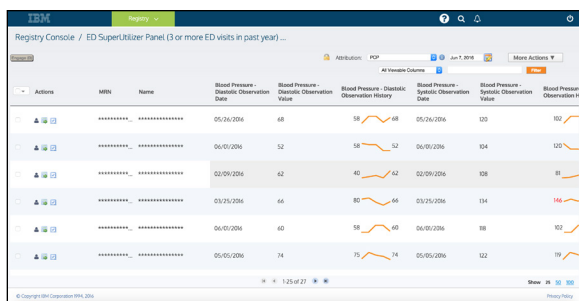 IBM Registry
Registry Console / ED SuperUtilizer Panel (3 or more ED visits in past year) ...
Engage All Attribution: POP Jun 7, 2016 More Actions ▼
All Viewable Columns Filter
Actions MRN Name Blood Pressure - Diastolic Observation Date Blood Pressure - Diastolic Observation Value Blood Pressure - Diastolic Observation History Blood Pressure - Systolic Observation Date Blood Pressure - Systolic Observation Value Blood Pressure - Observation H
*********... ************** 05/26/2016 68 58 68 05/26/2016 120 102
*********... ************** 06/01/2016 52 58 52 06/01/2016 104 120
*********... ************** 02/09/2016 62 40 62 02/09/2016 108 81
*********... ************** 03/25/2016 66 80 66 03/25/2016 134 146
*********... ************** 06/01/2016 60 58 60 06/01/2016 118 102
*********... ************** 05/05/2016 74 75 74 05/05/2016 122 119
1-25 of 27 Show 25 50 100
© Copyright IBM Corporation 1994, 2016 Privacy Policy